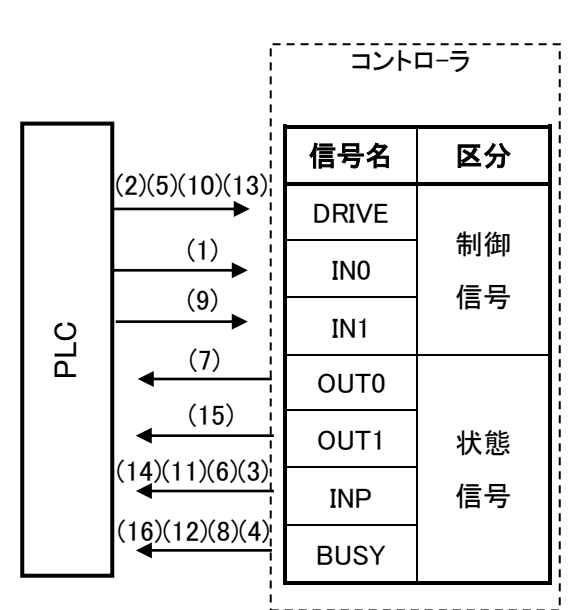 コントローラ
信号名 区分
(2)(5)(10)(13)
DRIVE
制御
信号
(1)
IN0
(9)
IN1
PLC
(7)
OUT0
(15)
OUT1
状態
信号
(14)(11)(6)(3)
INP
(16)(12)(8)(4)
BUSY